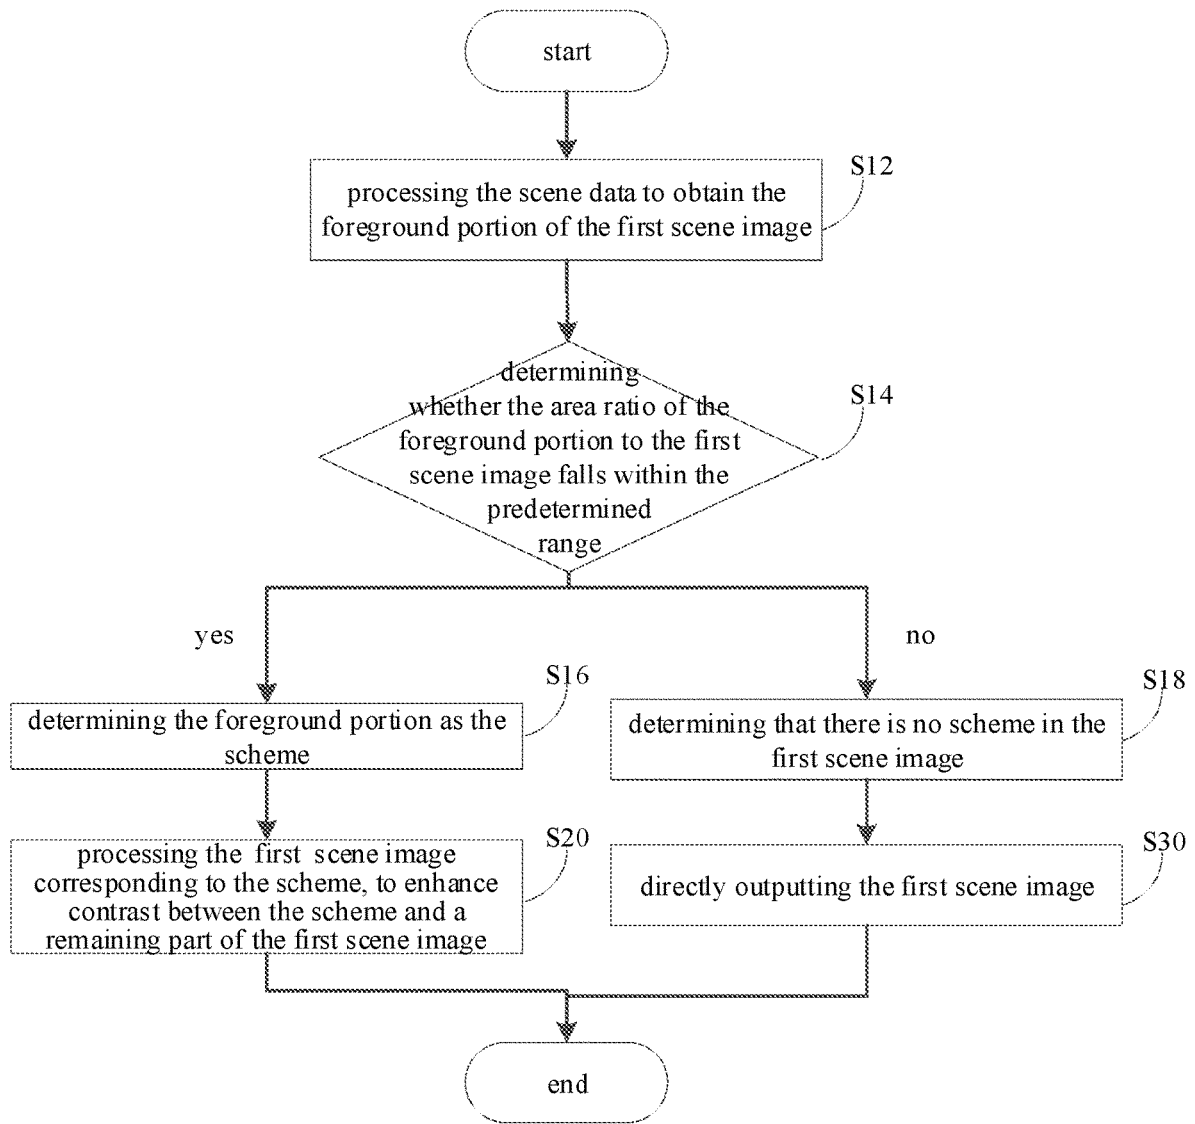 start
S12
processing the scene data to obtain the
foreground portion of the first scene image
S14
determining
whether the area ratio of the
foreground portion to the first
scene image falls within the
predetermined
range
yes
no
S16
determining the foreground portion as the
scheme
S18
determining that there is no scheme in the
first scene image
S20
processing the first scene image
corresponding to the scheme, to enhance
contrast between the scheme and a
remaining part of the first scene image
S30
directly outputting the first scene image
end